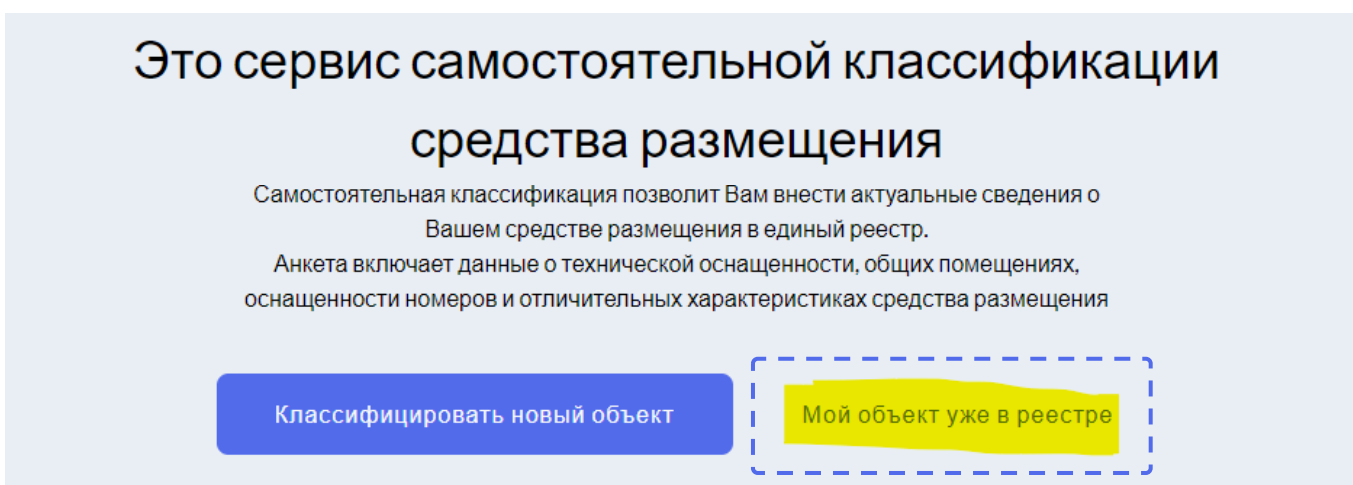 Это сервис самостоятельной классификации
средства размещения
Самостоятельная классификация позволит Вам внести актуальные сведения о
Вашем средстве размещения в единый реестр.
Анкета включает данные о технической оснащенности, общих помещениях,
оснащенности номеров и отличительных характеристиках средства размещения
Классифицировать новый объект
Мой объект уже в реестре